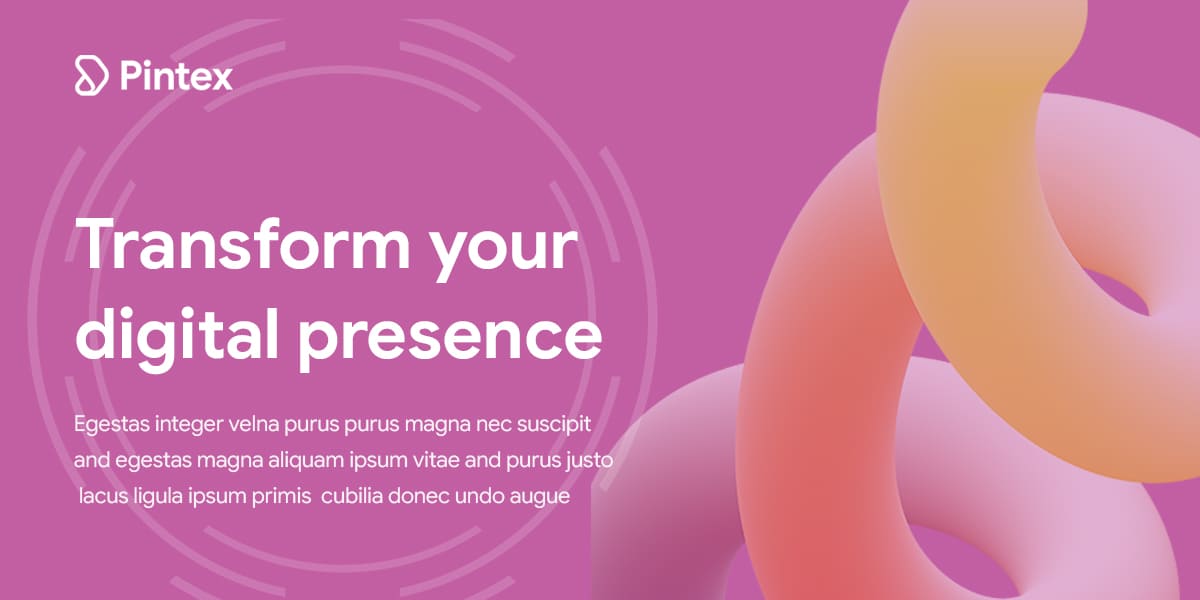 Pintex
Transform your
digital presence
Egestas integer velna purus purus magna nec suscipit
and egestas magna aliquam ipsum vitae and purus justo
lacus ligula ipsum primis  cubilia donec undo augue